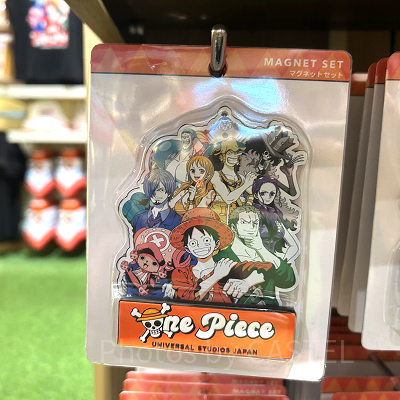 MAGNET SET
マグネットセット
One Piece
UNIVERSAL STUDIOS JAPAN